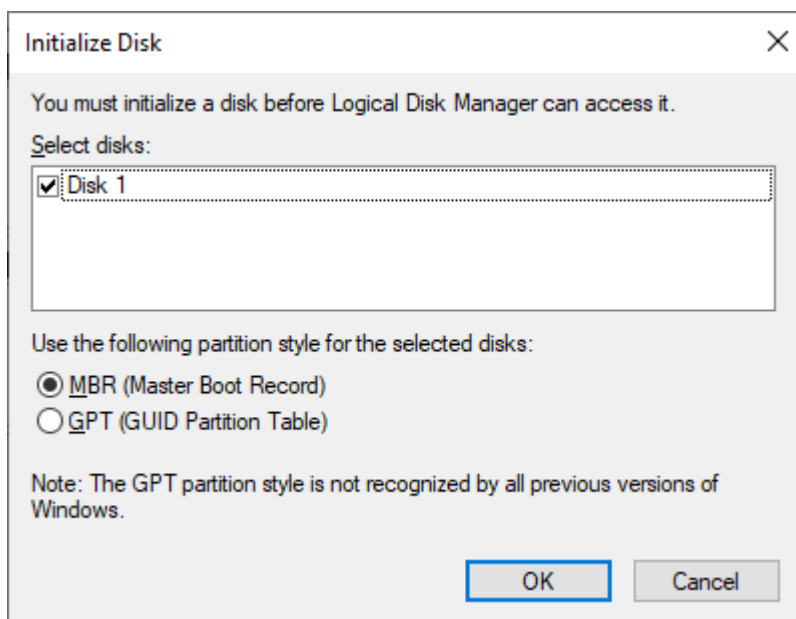 Initialize Disk
You must initialize a disk before Logical Disk Manager can access it.
Select disks:
Disk 1
Use the following partition style for the selected disks:
MBR (Master Boot Record)
GPT (GUID Partition Table)
Note: The GPT partition style is not recognized by all previous versions of
Windows.
OK
Cancel